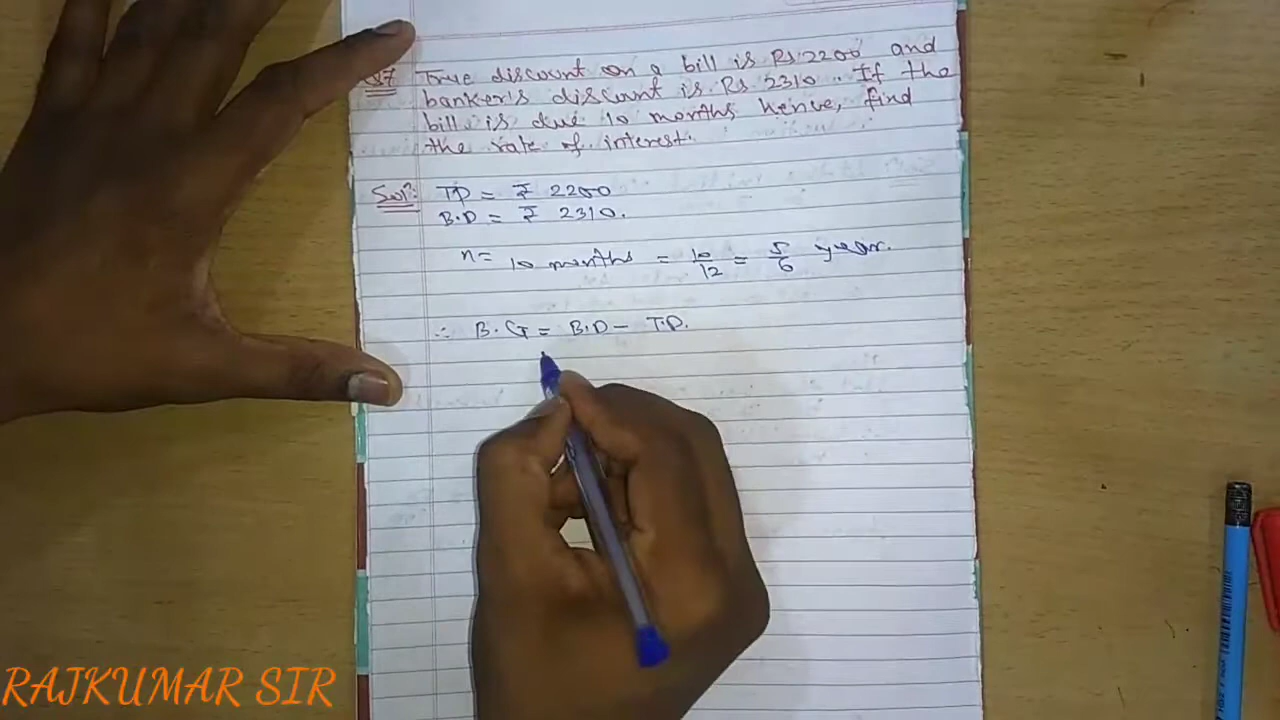 Q7 True discount on a bill is Rs 2200 and
banker's discount is Rs. 2310. If the
bill is due 10 months hence, find
the rate of interest.
Solⁿ: TD = ₹ 2200
B.D = ₹ 2310.
n = 10 months = 10/12 = 5/6 year.
∴ B.G = B.D - T.D.
RAJKUMAR SIR